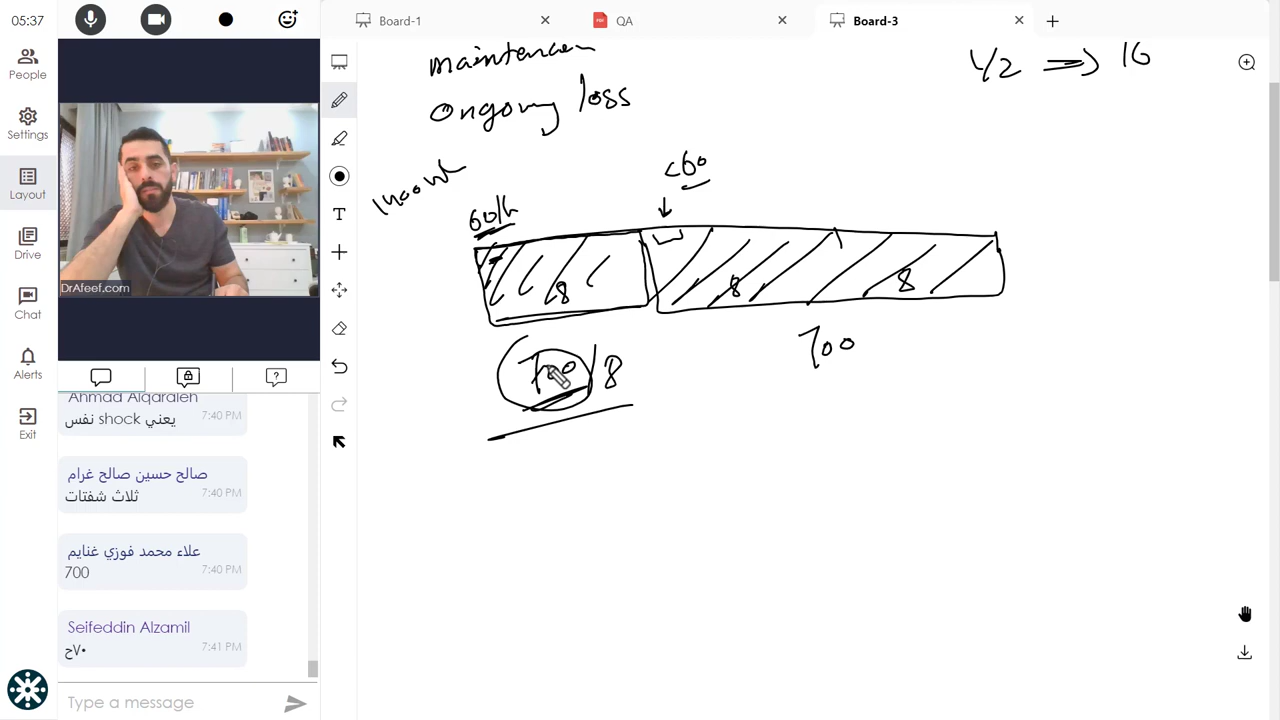 05:37
Board-1
QA
Board-3
People
Settings
Layout
Drive
Chat
Alerts
Exit
DrAfeef.com
Ahmad Alqaraleh
يعني shock نفس
7:40 PM
صالح حسين صالح غرام
ثلاث شفتات
7:40 PM
علاء محمد فوزي غنايم
700
7:40 PM
Seifeddin Alzamil
٧٠٠ح
7:41 PM
Type a message
ongoing loss
1/2 => 16
<60
60/h
8
8
8
700/8
700